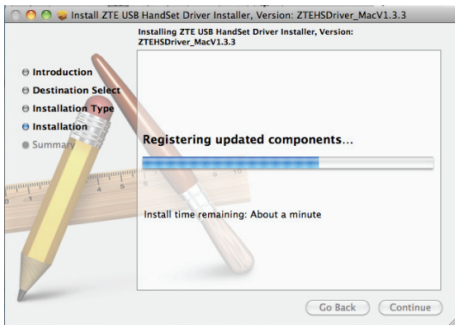 Install ZTE USB HandSet Driver Installer, Version: ZTEHSDriver_MacV1.3.3
Installing ZTE USB HandSet Driver Installer, Version:
ZTEHSDriver_MacV1.3.3
Introduction
Destination Select
Installation Type
Installation
Summary
Registering updated components...
Install time remaining: About a minute
Go Back
Continue